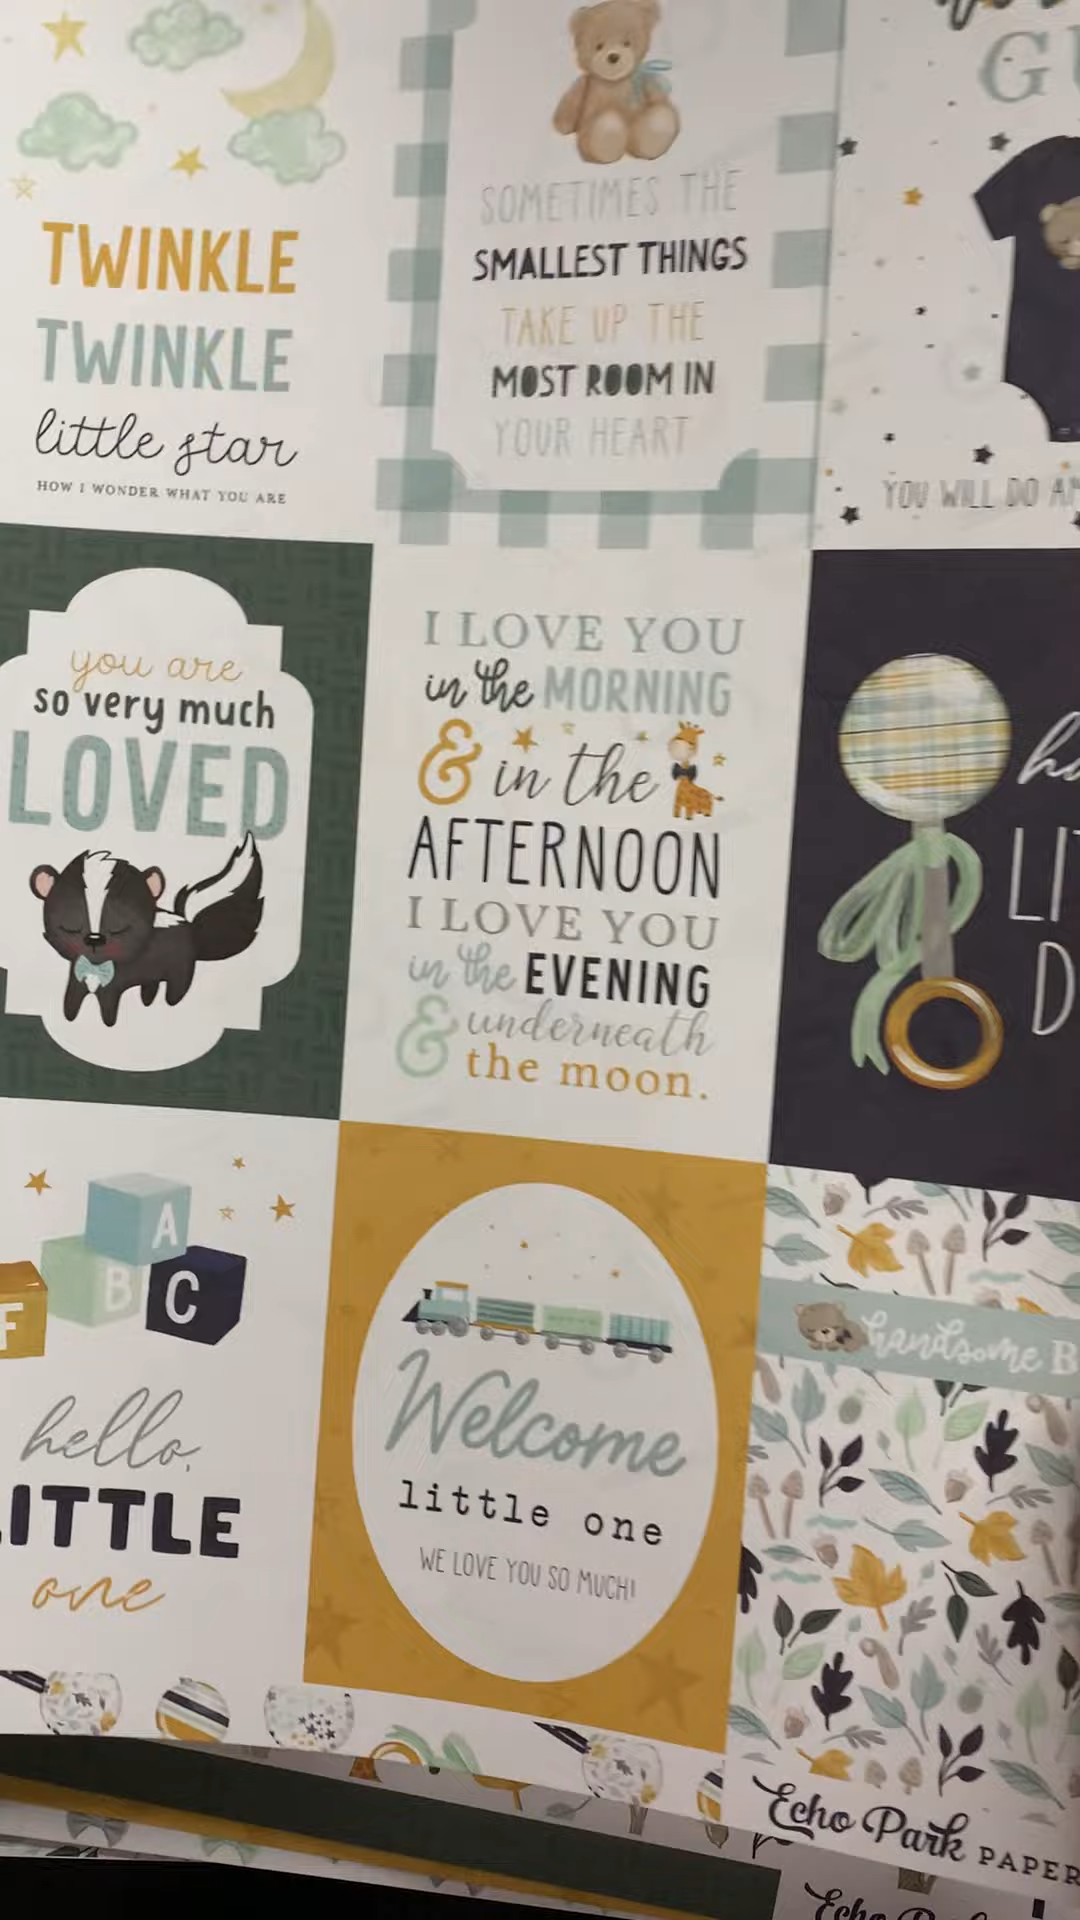 TWINKLE
TWINKLE
little star
HOW I WONDER WHAT YOU ARE
SOMETIMES THE
SMALLEST THINGS
TAKE UP THE
MOST ROOM IN
YOUR HEART
YOU WILL DO
you are
so very much
LOVED
I LOVE YOU
in the MORNING
& in the
AFTERNOON
I LOVE YOU
in the EVENING
& underneath
the moon.
A
B
C
F
hello,
LITTLE
one
Welcome
little one
WE LOVE YOU SO MUCH!
handsome B
Echo Park PAPER
Echo Park